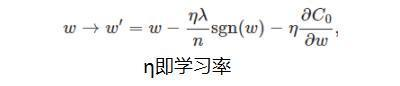 w → w′ = w − ηλ/n sgn(w) − η ∂C₀/∂w,
η即学习率